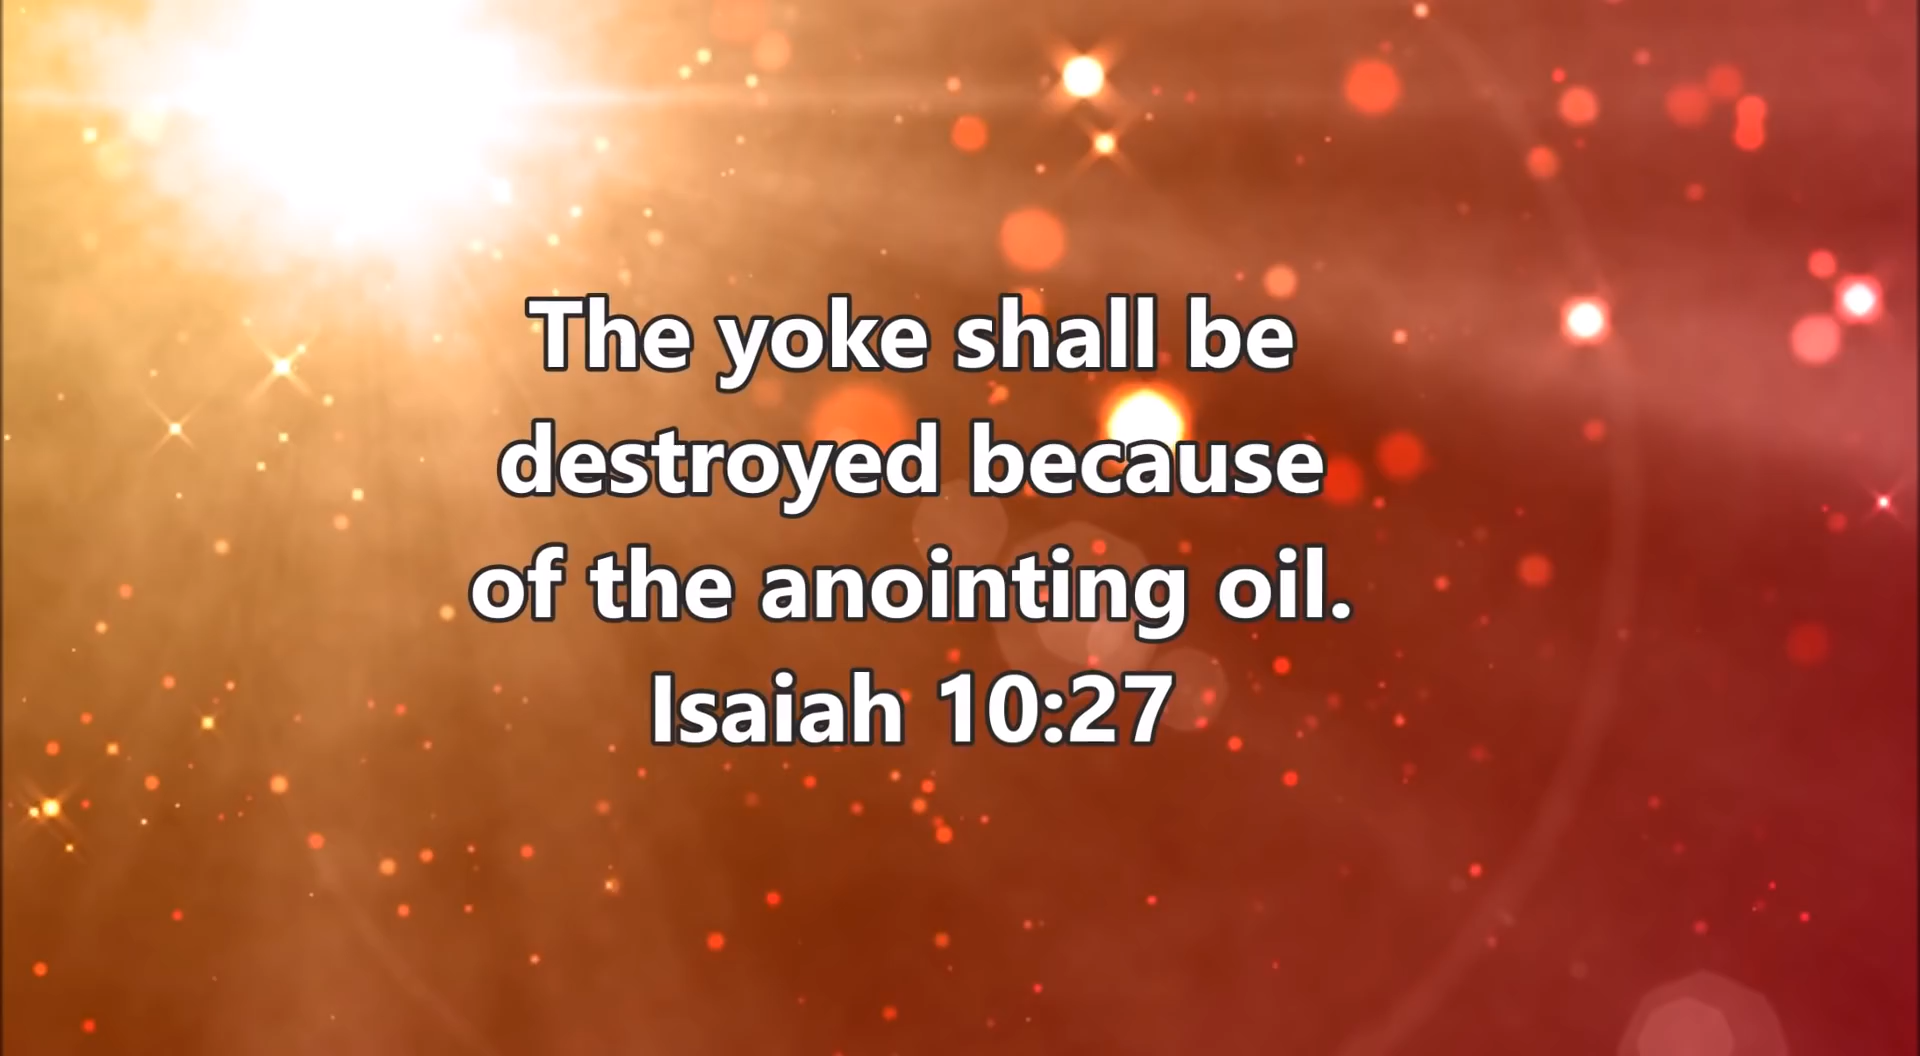 The yoke shall be
destroyed because
of the anointing oil.
Isaiah 10:27